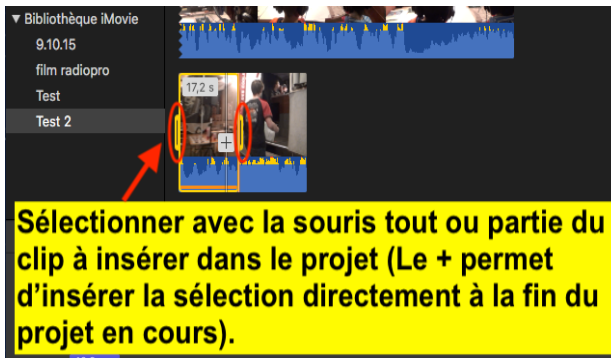 ▼ Bibliothèque iMovie
9.10.15
film radiopro
Test
Test 2
17,2 s
Sélectionner avec la souris tout ou partie du
clip à insérer dans le projet (Le + permet
d’insérer la sélection directement à la fin du
projet en cours).